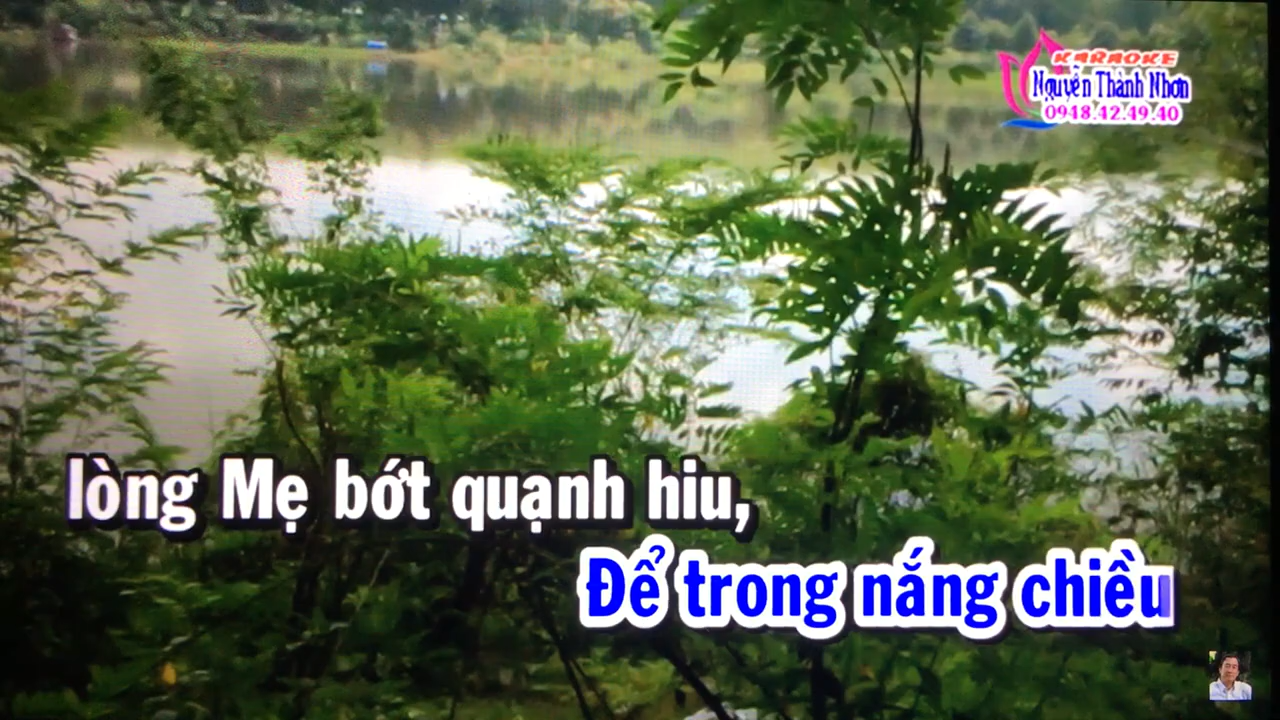 KARAOKE
Nguyễn Thành Nhơn
0948.42.49.40
lòng Mẹ bớt quạnh hiu,
Để trong nắng chiều